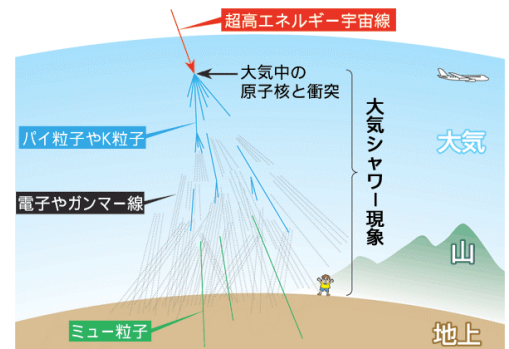 超高エネルギー宇宙線
大気中の
原子核と衝突
パイ粒子やK粒子
大気
大気シャワー現象
電子やガンマー線
山
ミュー粒子
地上